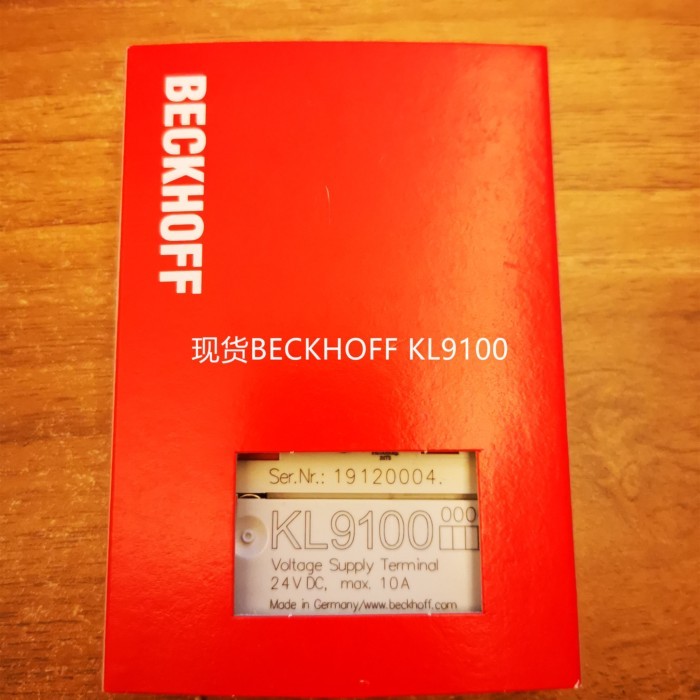 BECKHOFF
现货BECKHOFF KL9100
Ser.Nr.: 19120004.
KL9100
000
Voltage Supply Terminal
24V DC, max. 10A
Made in Germany/www.beckhoff.com